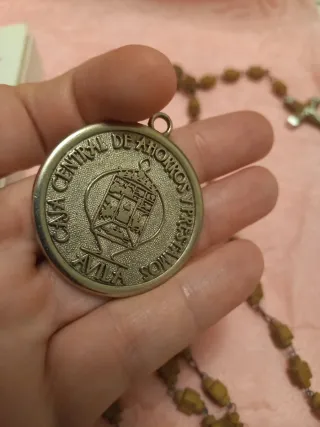 CAJA CENTRAL DE AHORROS Y PRESTAMOS
AVILA